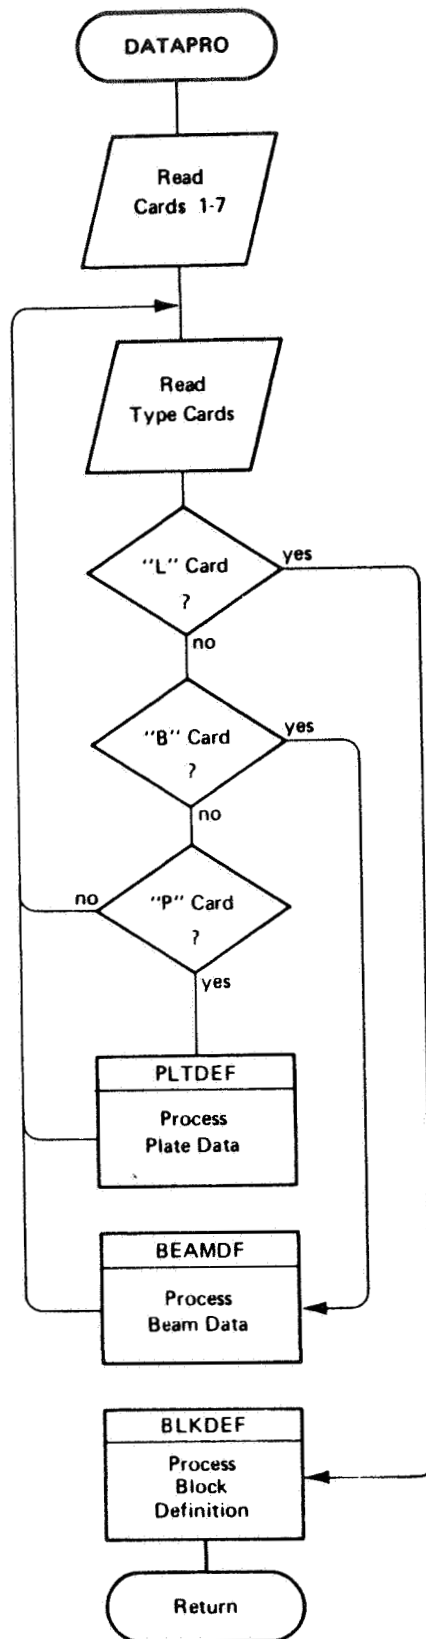 DATAPRO
Read
Cards 1-7
Read
Type Cards
"L" Card
?
yes
no
"B" Card
?
yes
no
"P" Card
?
no
yes
PLTDEF
Process
Plate Data
BEAMDF
Process
Beam Data
BLKDEF
Process
Block
Definition
Return